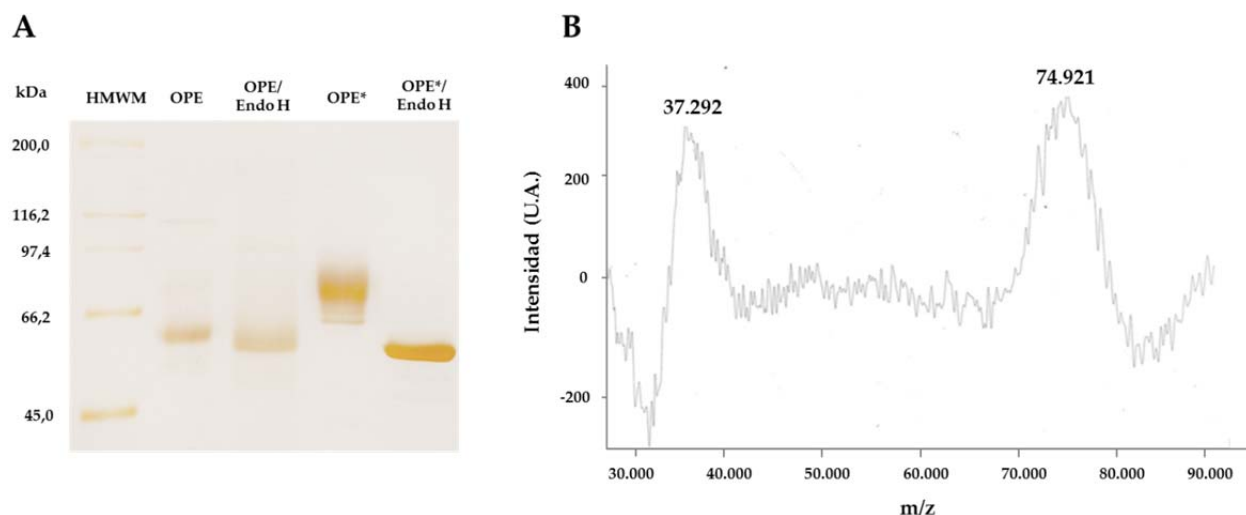 A
kDa
HMWM
OPE
OPE/
Endo H
OPE*
OPE*/
Endo H
200,0
116,2
97,4
66,2
45,0
B
400
200
0
-200
Intensidad (U.A.)
37.292
74.921
30.000 40.000 50.000 60.000 70.000 80.000 90.000
m/z